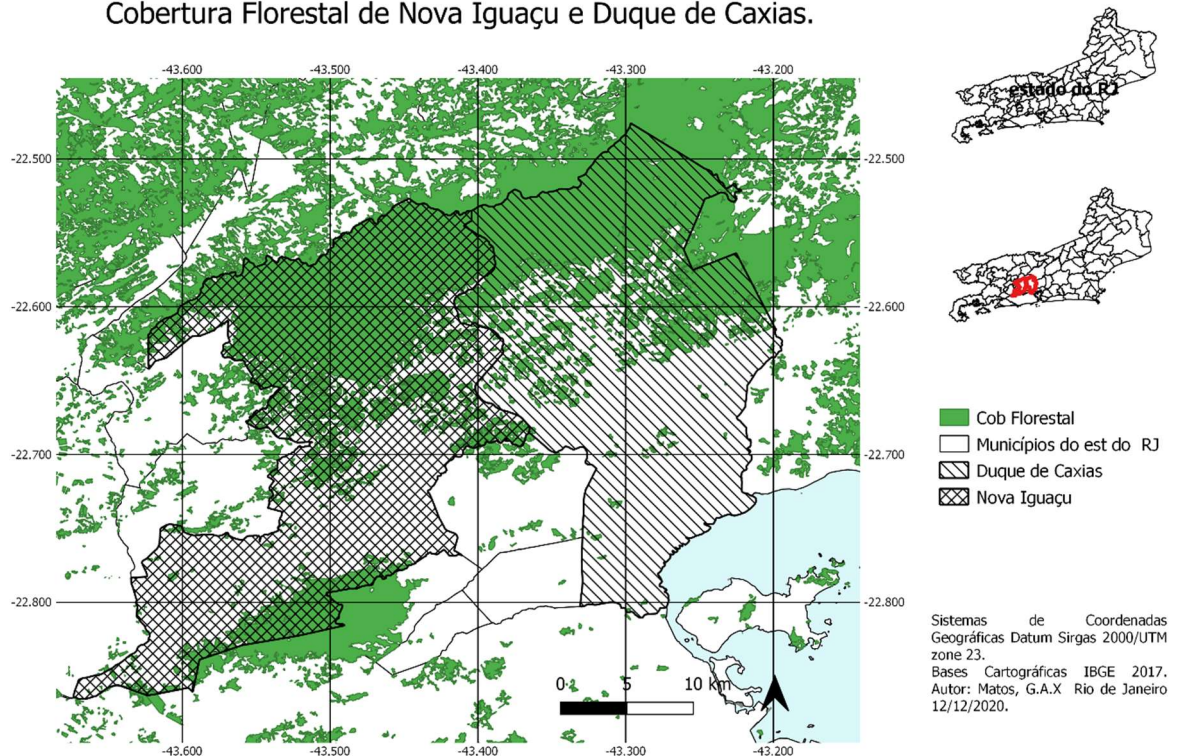 Cobertura Florestal de Nova Iguaçu e Duque de Caxias.
estado do RJ
-43.600 -43.500 -43.400 -43.300 -43.200
-22.500 -22.500
-22.600 -22.600
-22.700 -22.700
-22.800 -22.800
Cob Florestal
Municípios do est do RJ
Duque de Caxias
Nova Iguaçu
0 5 10 km
-43.600 -43.500 -43.400 -43.300 -43.200
Sistemas de Coordenadas
Geográficas Datum Sirgas 2000/UTM
zone 23.
Bases Cartográficas IBGE 2017.
Autor: Matos, G.A.X Rio de Janeiro
12/12/2020.